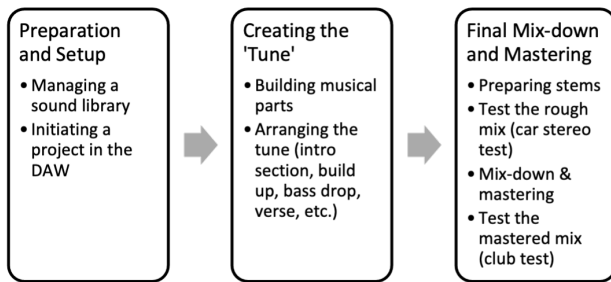 Preparation
and Setup
• Managing a
sound library
• Initiating a
project in the
DAW
Creating the
'Tune'
• Building musical
parts
• Arranging the
tune (intro
section, build
up, bass drop,
verse, etc.)
Final Mix-down
and Mastering
• Preparing stems
• Test the rough
mix (car stereo
test)
• Mix-down &
mastering
• Test the
mastered mix
(club test)